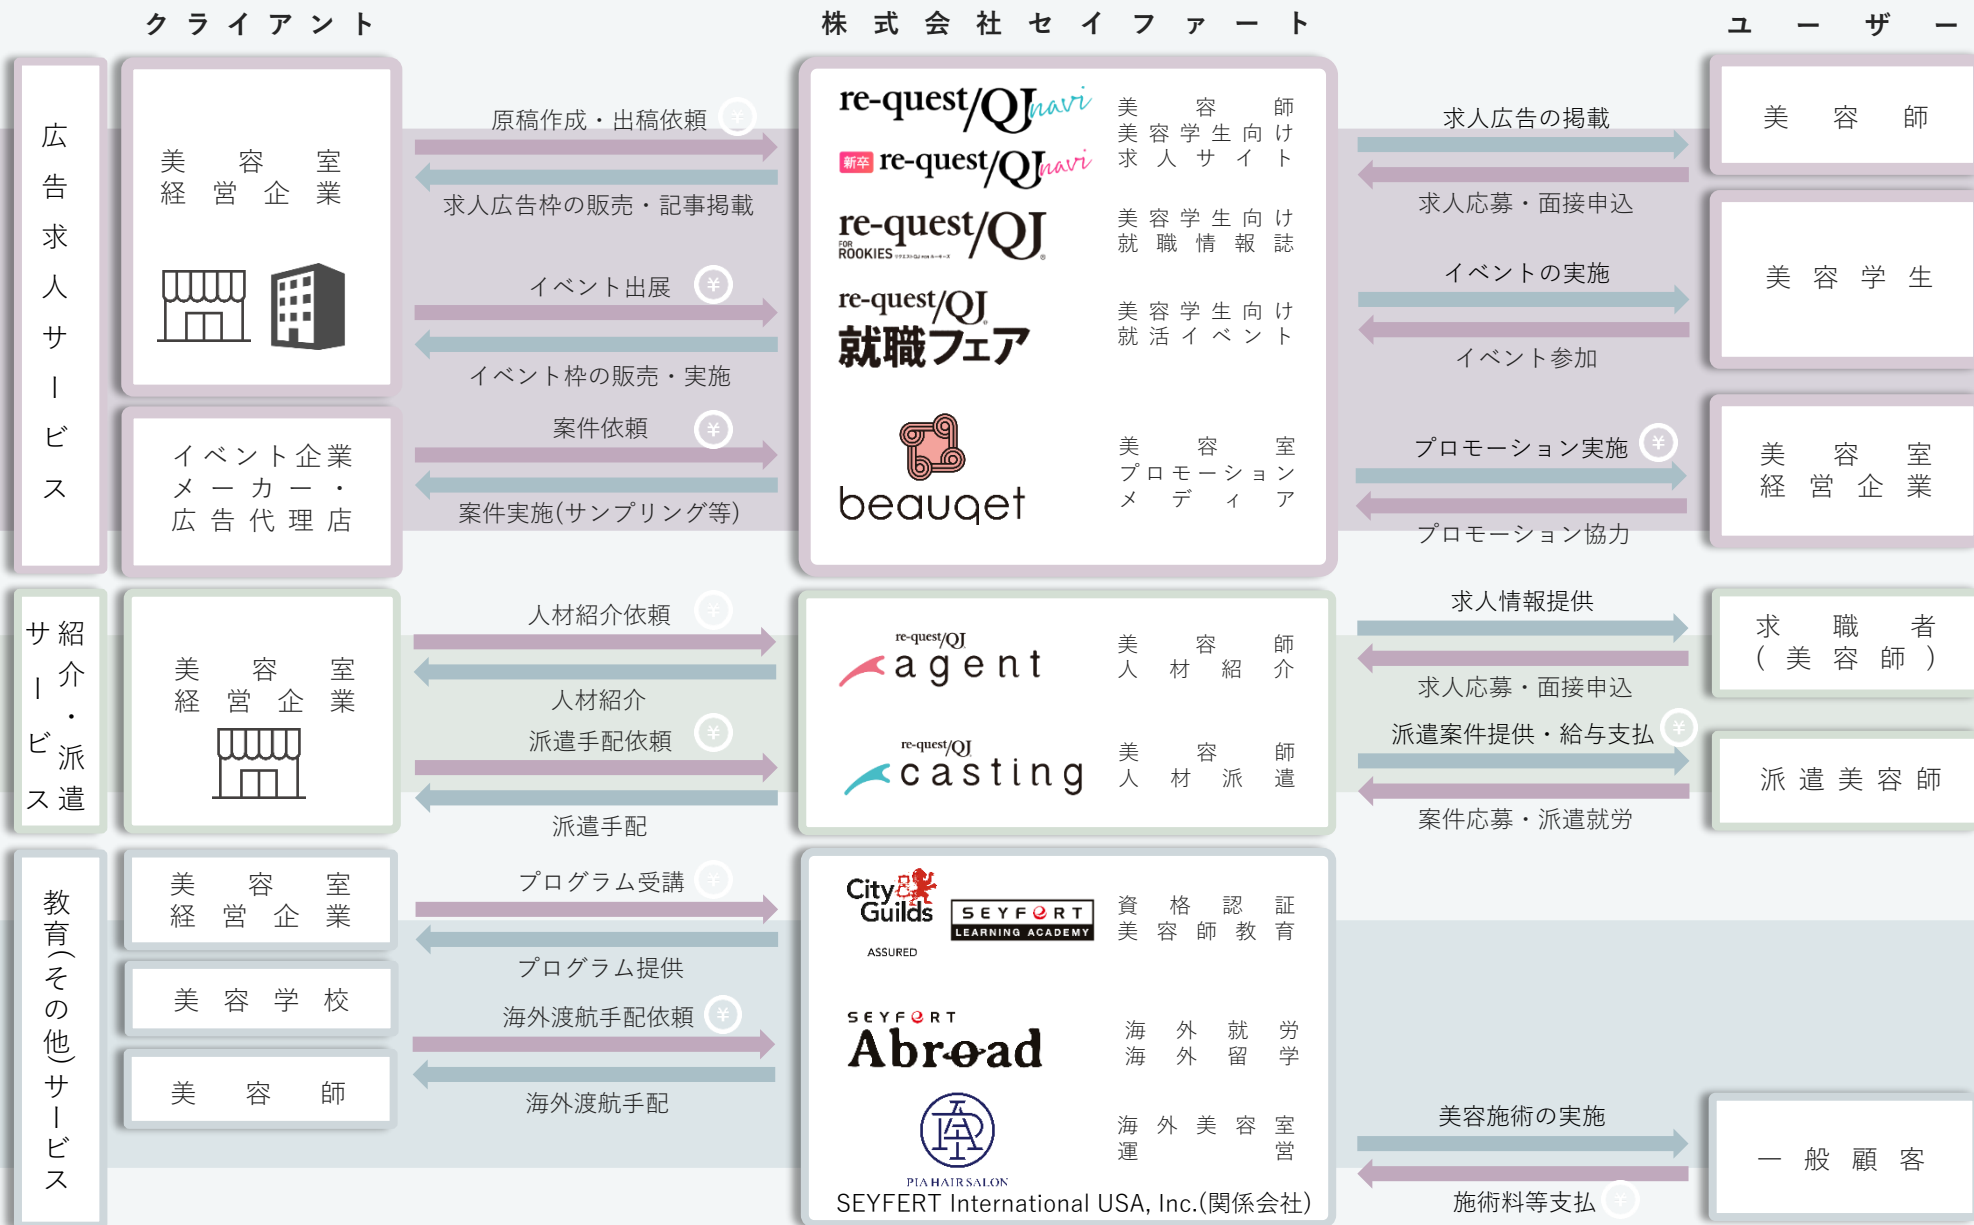 クライアント
株式会社セイファート
ユーザー
広告求人サービス
美容室
経営企業
原稿作成・出稿依頼 ¥
求人広告枠の販売・記事掲載
イベント出展 ¥
イベント枠の販売・実施
イベント企業
メーカー・
広告代理店
案件依頼 ¥
案件実施(サンプリング等)
re-quest/QJ navi
新卒 re-quest/QJ navi
美容師
美容学生向け
求人サイト
re-quest/QJ
FOR
ROOKIES
美容学生向け
就職情報誌
re-quest/QJ
就職フェア
美容学生向け
就活イベント
beauqet
美容室
プロモーション
メディア
求人広告の掲載
求人応募・面接申込
イベントの実施
イベント参加
プロモーション実施 ¥
プロモーション協力
美容師
美容学生
美容室
経営企業
紹介・派遣
サービス
美容室
経営企業
人材紹介依頼 ¥
人材紹介
派遣手配依頼 ¥
派遣手配
re-quest/QJ
agent
美容師
人材紹介
re-quest/QJ
casting
美容師
人材派遣
求人情報提供
求人応募・面接申込
派遣案件提供・給与支払 ¥
案件応募・派遣就労
求職者
(美容師)
派遣美容師
教育(その他)サービス
美容室
経営企業
美容学校
美容師
プログラム受講 ¥
プログラム提供
海外渡航手配依頼 ¥
海外渡航手配
City
Guilds
ASSURED
SEYFERT
LEARNING ACADEMY
資格認証
美容師教育
SEYFERT
Abroad
海外就労
海外留学
PIA HAIR SALON
海外美容室
運営
SEYFERT International USA, Inc.(関係会社)
美容施術の実施
施術料等支払 ¥
一般顧客